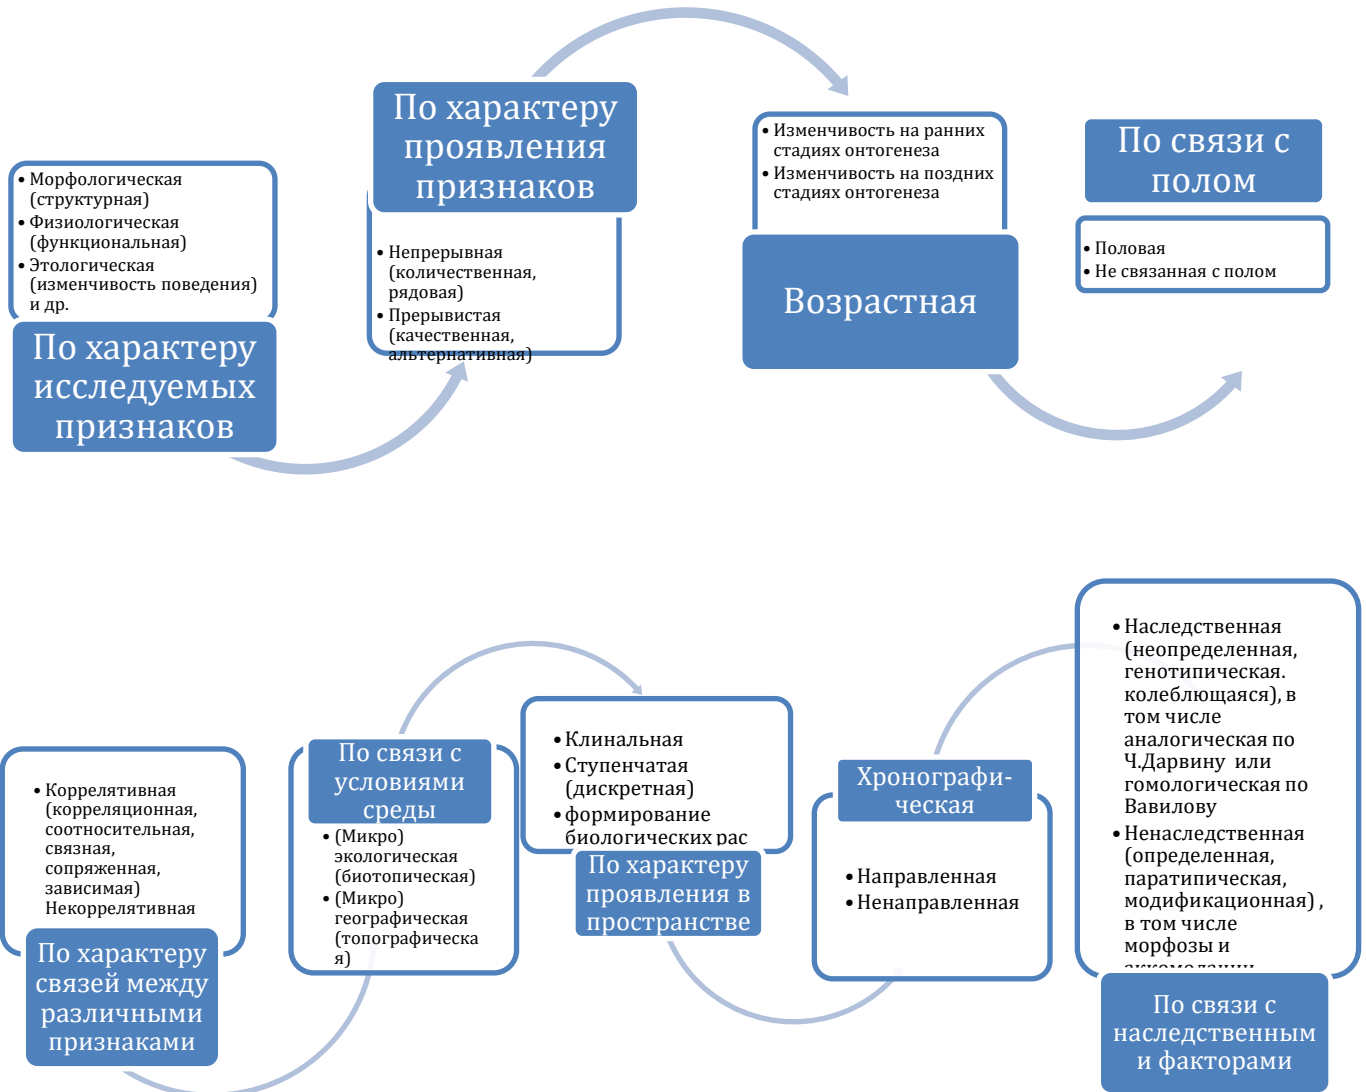 • Морфологическая
(структурная)
• Физиологическая
(функциональная)
• Этологическая
(изменчивость поведения)
и др.
По характеру
исследуемых
признаков
По характеру
проявления
признаков
• Непрерывная
(количественная,
рядовая)
• Прерывистая
(качественная,
альтернативная)
• Изменчивость на ранних
стадиях онтогенеза
• Изменчивость на поздних
стадиях онтогенеза
Возрастная
По связи с
полом
• Половая
• Не связанная с полом
• Коррелятивная
(корреляционная,
соотносительная,
связная,
сопряженная,
зависимая)
Некоррелятивная
По характеру
связей между
различными
признаками
По связи с
условиями
среды
• (Микро)
экологическая
(биотопическая)
• (Микро)
географическая
(топографическа
я)
• Клинальная
• Ступенчатая
(дискретная)
• формирование
биологических рас
По характеру
проявления в
пространстве
Хронографи-
ческая
• Направленная
• Ненаправленная
• Наследственная
(неопределенная,
генотипическая.
колеблющаяся), в
том числе
аналогическая по
Ч.Дарвину или
гомологическая по
Вавилову
• Ненаследственная
(определенная,
паратипическая,
модификационная) ,
в том числе
морфозы и
аккомодации
По связи с
наследственным
и факторами